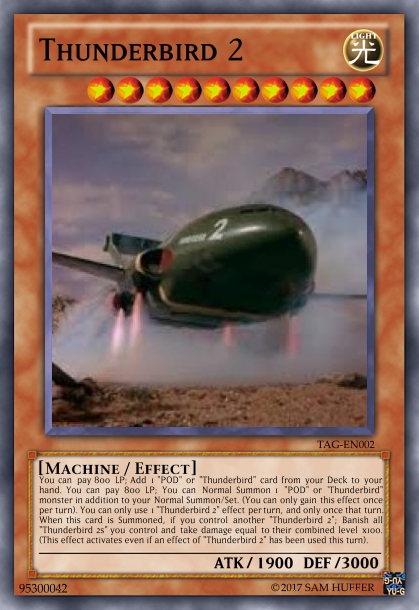 THUNDERBIRD 2
LIGHT
光
2
TAG-EN002
[MACHINE / EFFECT]
You can pay 800 LP; Add 1 "POD" or "Thunderbird" card from your Deck to your
hand. You can pay 800 LP; You can Normal Summon 1 "POD" or "Thunderbird"
monster in addition to your Normal Summon/Set. (You can only gain this effect once
per turn). You can only use 1 "Thunderbird 2" effect per turn, and only once that turn.
When this card is Summoned, if you control another "Thunderbird 2"; Banish all
"Thunderbird 2s" you control and take damage equal to their combined level x100.
(This effect activates even if an effect of "Thunderbird 2" has been used this turn).
ATK / 1900 DEF / 3000
95300042
©2017 SAM HUFFER